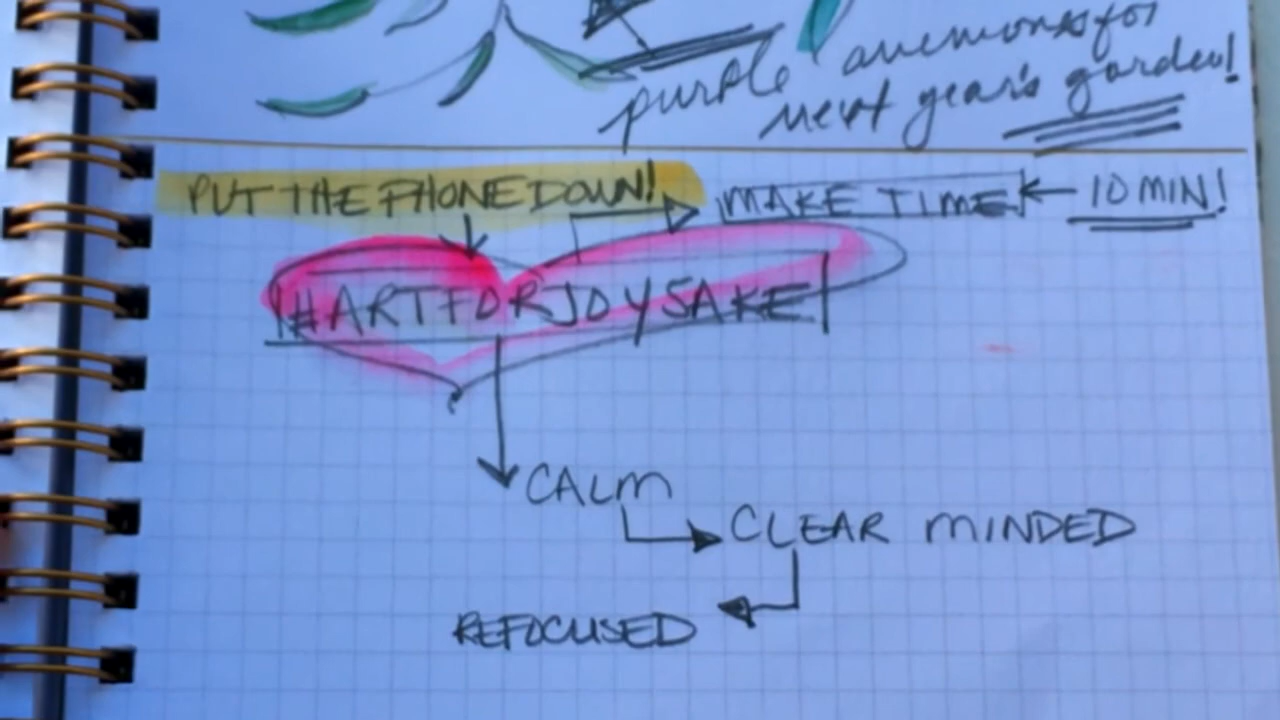 purple anemones for
next year's garden!
PUT THE PHONE DOWN! MAKE TIME 10 MIN!
#ARTFORJOYSAKE
CALM
CLEAR MINDED
REFOCUSED